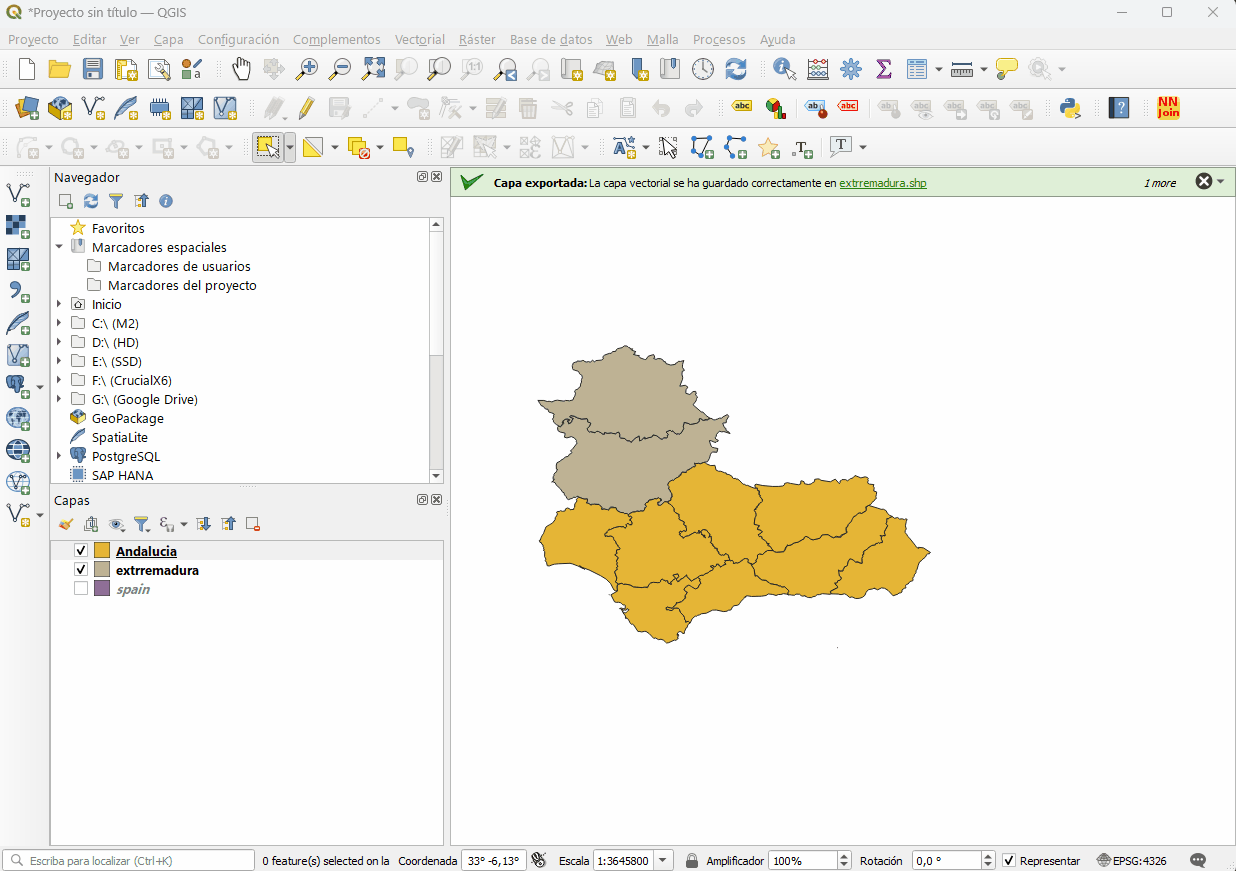 *Proyecto sin título — QGIS
Proyecto Editar Ver Capa Configuración Complementos Vectorial Ráster Base de datos Web Malla Procesos Ayuda
abc ab abc
NN
Join
Navegador
Capa exportada: La capa vectorial se ha guardado correctamente en extrremadura.shp 1 more
Favoritos
Marcadores espaciales
Marcadores de usuarios
Marcadores del proyecto
Inicio
C:\ (M2)
D:\ (HD)
E:\ (SSD)
F:\ (CrucialX6)
G:\ (Google Drive)
GeoPackage
SpatiaLite
PostgreSQL
SAP HANA
Capas
Andalucia
extrremadura
spain
Escriba para localizar (Ctrl+K) 0 feature(s) selected on la Coordenada 33° -6,13° Escala 1:3645800 Amplificador 100% Rotación 0,0 ° Representar EPSG:4326